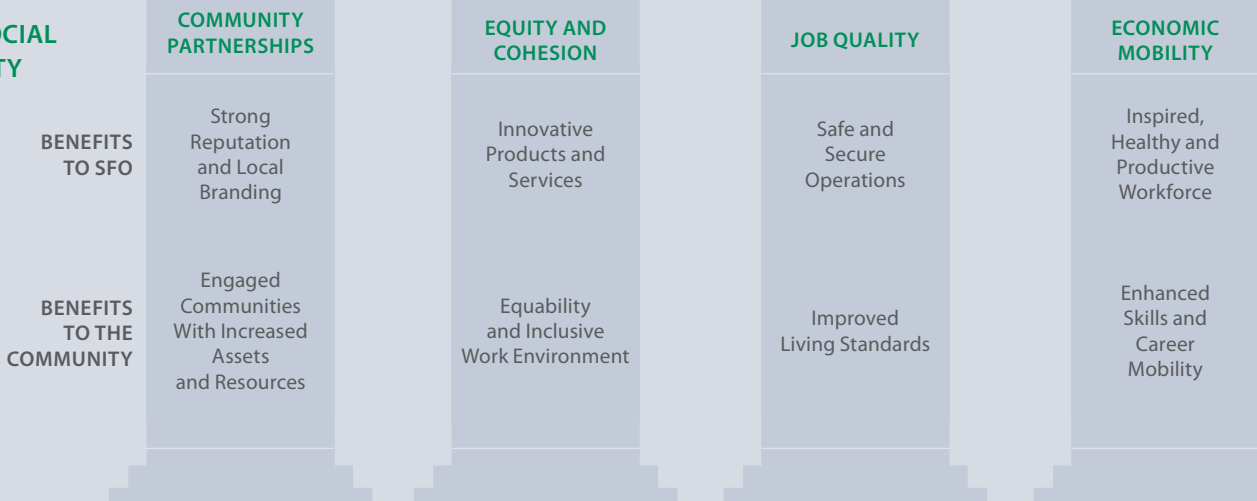 COMMUNITY
PARTNERSHIPS
EQUITY AND
COHESION
JOB QUALITY
ECONOMIC
MOBILITY
BENEFITS
TO SFO
Strong
Reputation
and Local
Branding
Innovative
Products and
Services
Safe and
Secure
Operations
Inspired,
Healthy and
Productive
Workforce
BENEFITS
TO THE
COMMUNITY
Engaged
Communities
With Increased
Assets
and Resources
Equability
and Inclusive
Work Environment
Improved
Living Standards
Enhanced
Skills and
Career
Mobility